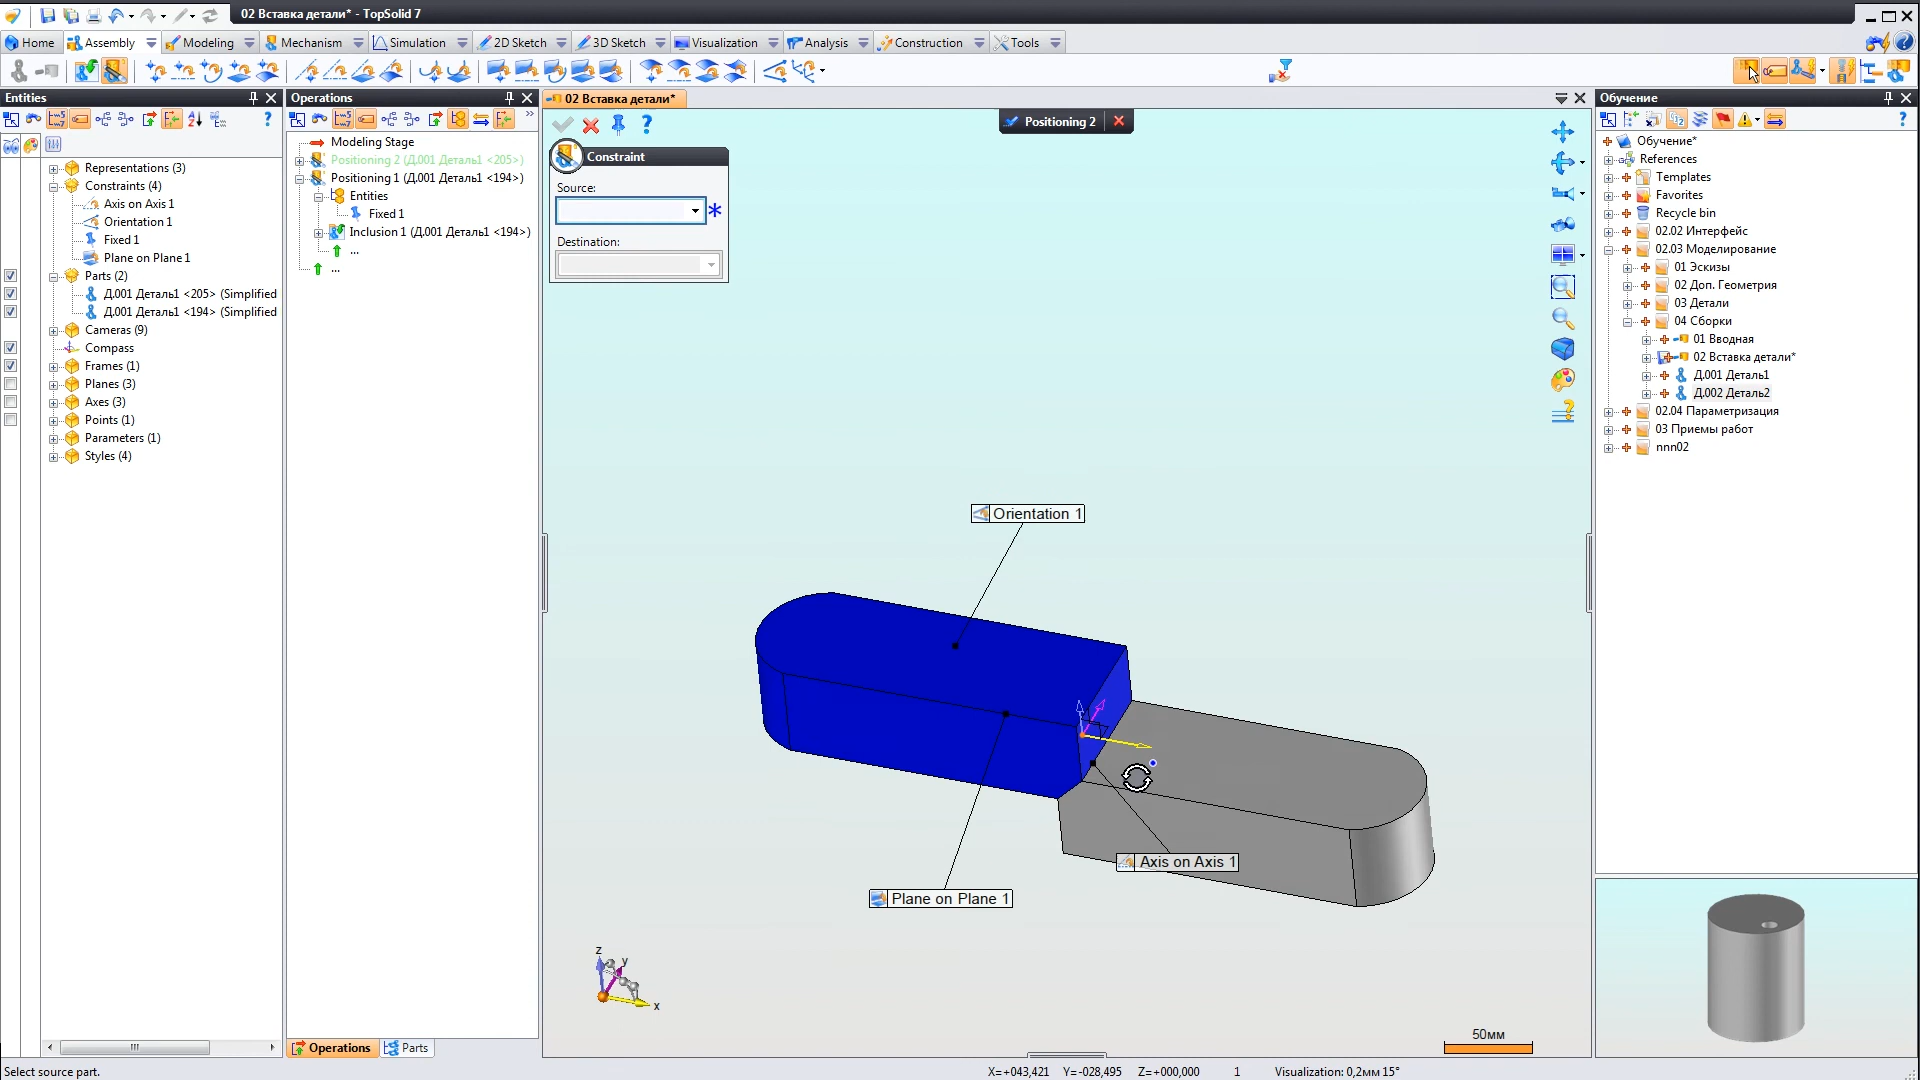 02 Вставка детали* - TopSolid 7
Home
Assembly
Modeling
Mechanism
Simulation
2D Sketch
3D Sketch
Visualization
Analysis
Construction
Tools
Entities
Representations (3)
Constraints (4)
Axis on Axis 1
Orientation 1
Fixed 1
Plane on Plane 1
Parts (2)
Д.001 Деталь1 <205> (Simplified
Д.001 Деталь1 <194> (Simplified
Cameras (9)
Compass
Frames (1)
Planes (3)
Axes (3)
Points (1)
Parameters (1)
Styles (4)
Operations
Modeling Stage
Positioning 2 (Д.001 Деталь1 <205>)
Positioning 1 (Д.001 Деталь1 <194>)
Entities
Fixed 1
Inclusion 1 (Д.001 Деталь1 <194>)
...
...
Operations
Parts
02 Вставка детали*
Positioning 2
Constraint
Source:
Destination:
Orientation 1
Axis on Axis 1
Plane on Plane 1
z
y
x
50мм
Обучение
Обучение*
References
Templates
Favorites
Recycle bin
02.02 Интерфейс
02.03 Моделирование
01 Эскизы
02 Доп. Геометрия
03 Детали
04 Сборки
01 Вводная
02 Вставка детали*
Д.001 Деталь1
Д.002 Деталь2
02.04 Параметризация
03 Приемы работ
nnn02
Select source part.
X=+043,421 Y=-028,495 Z=+000,000 1 Visualization: 0,2мм 15°